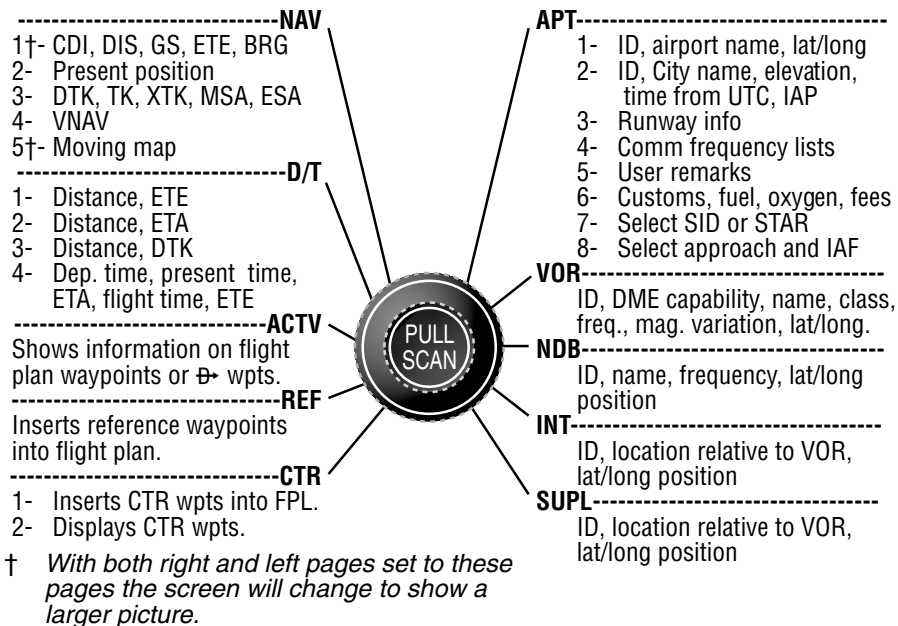 ---------------------------------NAV
1†- CDI, DIS, GS, ETE, BRG
2- Present position
3- DTK, TK, XTK, MSA, ESA
4- VNAV
5†- Moving map
----------------------------------D/T
1- Distance, ETE
2- Distance, ETA
3- Distance, DTK
4- Dep. time, present time,
ETA, flight time, ETE
--------------------------------ACTV
Shows information on flight
plan waypoints or D→ wpts.
---------------------------------REF
Inserts reference waypoints
into flight plan.
---------------------------------CTR
1- Inserts CTR wpts into FPL.
2- Displays CTR wpts.
† With both right and left pages set to these
pages the screen will change to show a
larger picture.
PULL
SCAN
APT----------------------------------
1- ID, airport name, lat/long
2- ID, City name, elevation,
time from UTC, IAP
3- Runway info
4- Comm frequency lists
5- User remarks
6- Customs, fuel, oxygen, fees
7- Select SID or STAR
8- Select approach and IAF
VOR----------------------------------
ID, DME capability, name, class,
freq., mag. variation, lat/long.
NDB----------------------------------
ID, name, frequency, lat/long
position
INT----------------------------------
ID, location relative to VOR,
lat/long position
SUPL--------------------------------
ID, location relative to VOR,
lat/long position